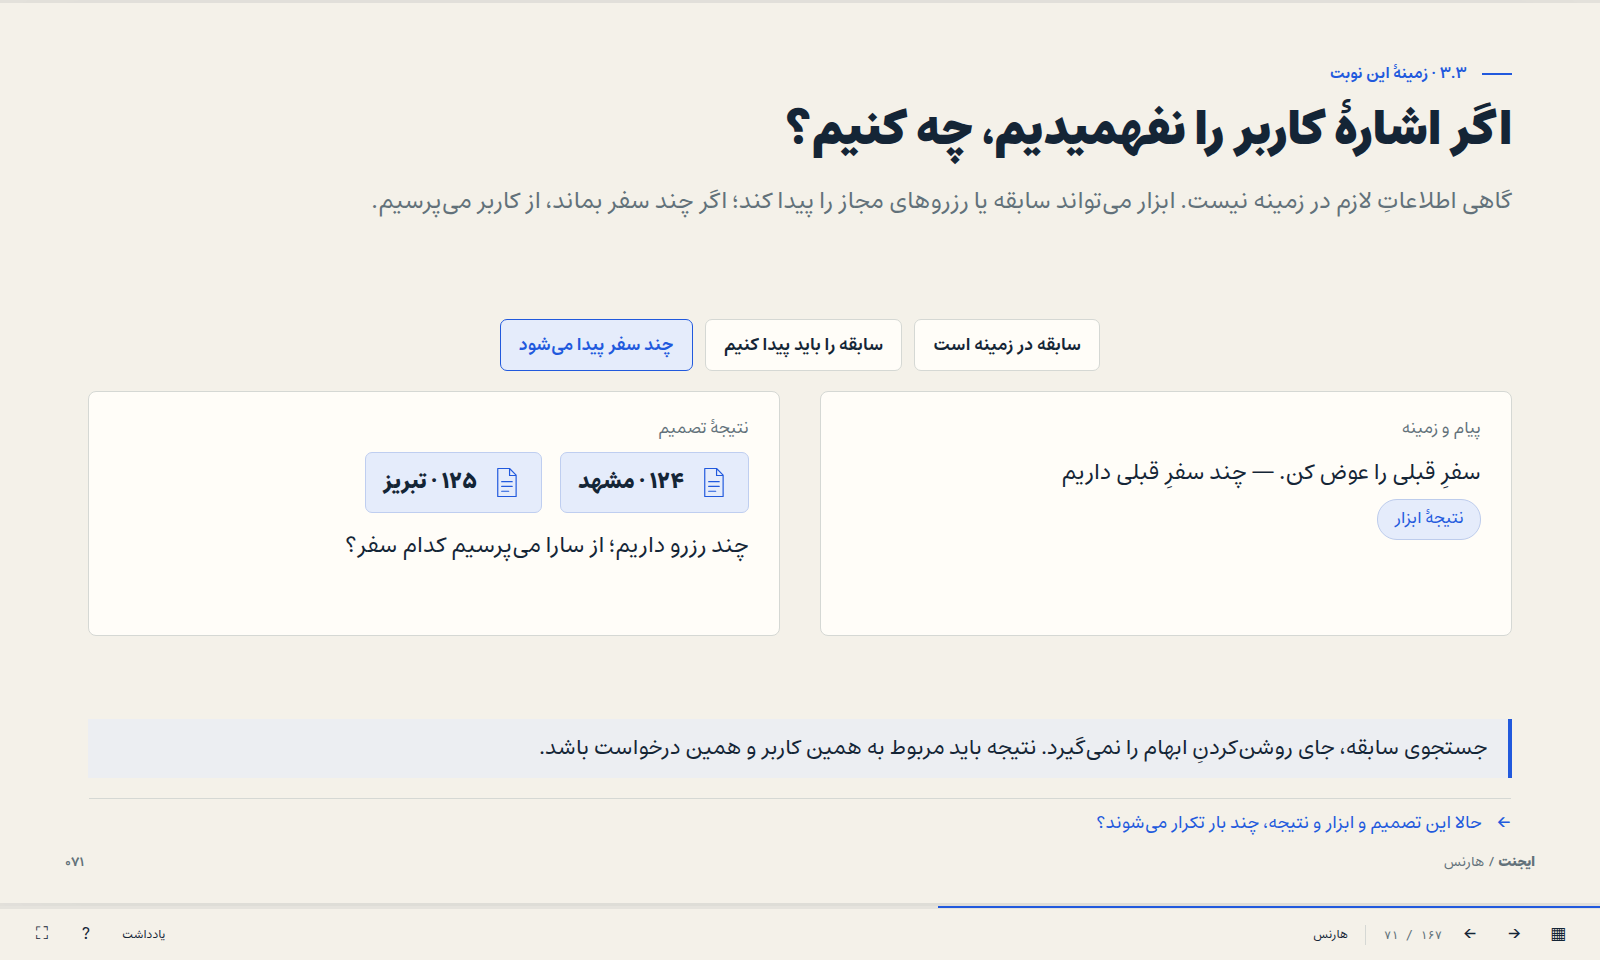 ۰۳.۳ زمینهٔ این نوبت
اگر اشارهٔ کاربر را نفهمیدیم، چه کنیم؟
گاهی اطلاعاتِ لازم در زمینه نیست. ابزار می‌تواند سابقه یا رزروهای مجاز را پیدا کند؛ اگر چند سفر بماند، از کاربر می‌پرسیم.
سابقه در زمینه است
سابقه را باید پیدا کنیم
چند سفر پیدا می‌شود
پیام و زمینه
سفرِ قبلی را عوض کن. — چند سفرِ قبلی داریم
نتیجهٔ ابزار
نتیجهٔ تصمیم
۰۱۲۴ مشهد
۰۱۲۵ تبریز
چند رزرو داریم؛ از سارا می‌پرسیم کدام سفر؟
جستجوی سابقه، جای روشن‌کردنِ ابهام را نمی‌گیرد. نتیجه باید مربوط به همین کاربر و همین درخواست باشد.
← حالا این تصمیم و ابزار و نتیجه، چند بار تکرار می‌شوند؟
ایجنت / هارنس
۰۷۱
۷۱ / ۱۶۷
هارنس
یادداشت
?